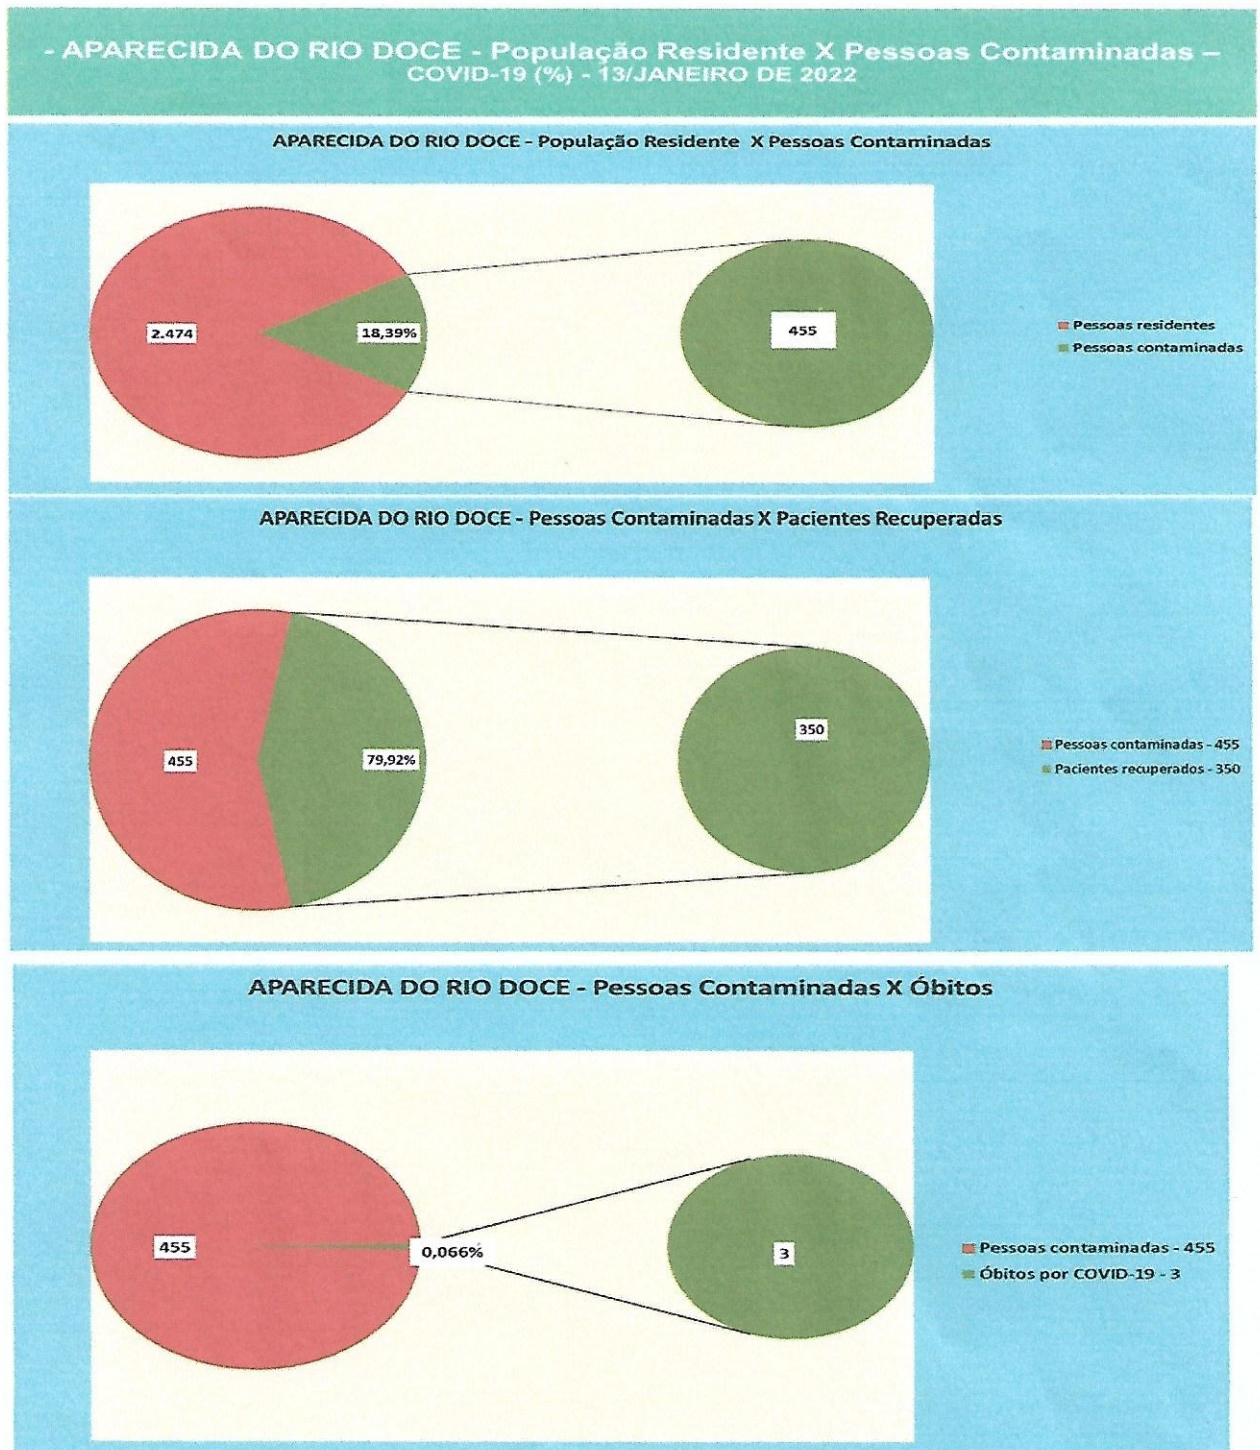 - APARECIDA DO RIO DOCE - População Residente X Pessoas Contaminadas –
COVID-19 (%) - 13/JANEIRO DE 2022
APARECIDA DO RIO DOCE - População Residente X Pessoas Contaminadas
2.474
18,39%
455
Pessoas residentes
Pessoas contaminadas
APARECIDA DO RIO DOCE - Pessoas Contaminadas X Pacientes Recuperadas
455
79,92%
350
Pessoas contaminadas - 455
Pacientes recuperados - 350
APARECIDA DO RIO DOCE - Pessoas Contaminadas X Óbitos
455
0,066%
3
Pessoas contaminadas - 455
Óbitos por COVID-19 - 3